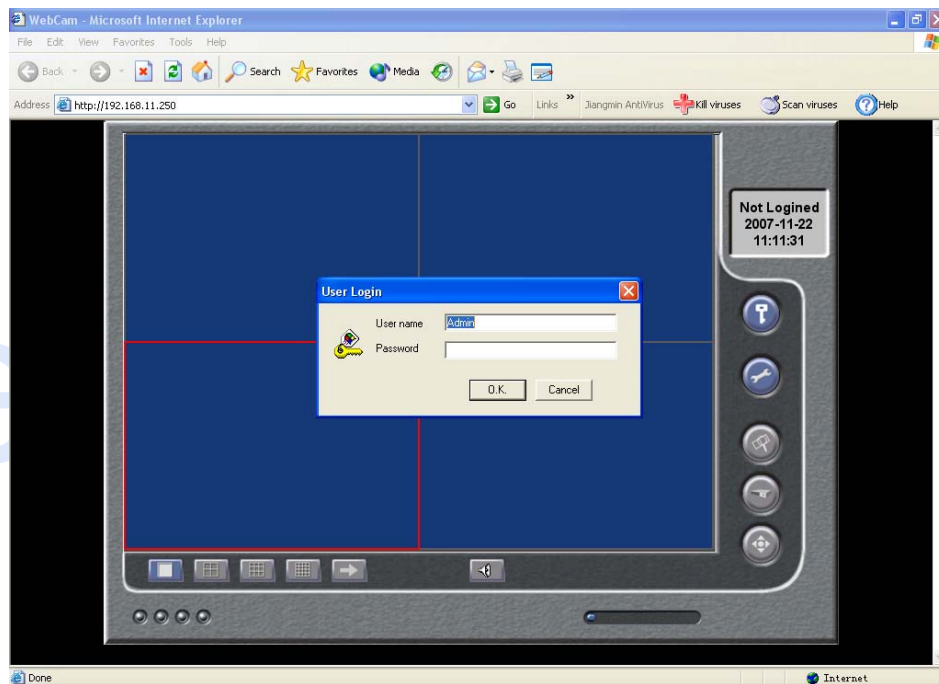 WebCam - Microsoft Internet Explorer
File Edit View Favorites Tools Help
Back Search Favorites Media
Address http://192.168.11.250 Go Links » Jiangmin AntiVirus Kill viruses Scan viruses Help
Not Logined
2007-11-22
11:11:31
User Login
User name Admin
Password
O.K. Cancel
Done Internet